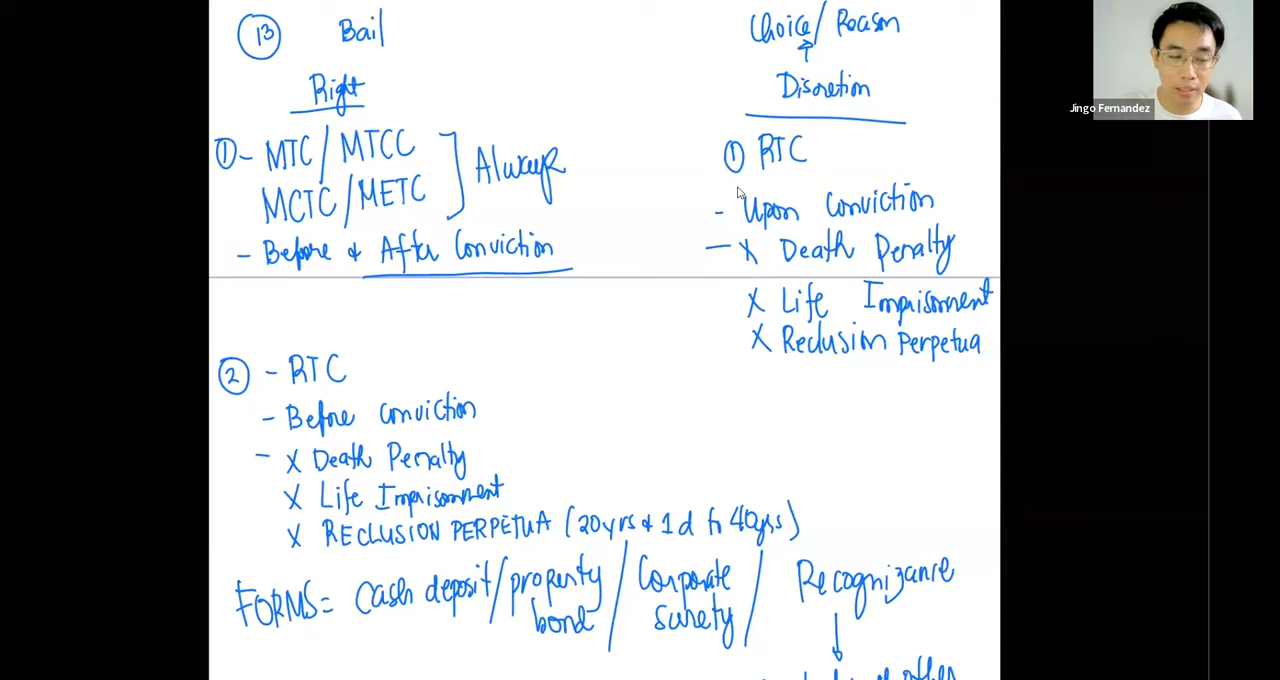 13 Bail
Right
1 - MTC / MTCC
MCTC / METC
] Always
- Before & After Conviction
Choice / Reason
Discretion
1 RTC
- Upon Conviction
- X Death Penalty
X Life Imprisonment
X Reclusion Perpetua
2 - RTC
- Before Conviction
- X Death Penalty
X Life Imprisonment
X RECLUSION PERPETUA (20yrs & 1d to 40yrs)
FORMS = Cash deposit / property bond / Corporate surety / Recognizance
other
Jingo Fernandez